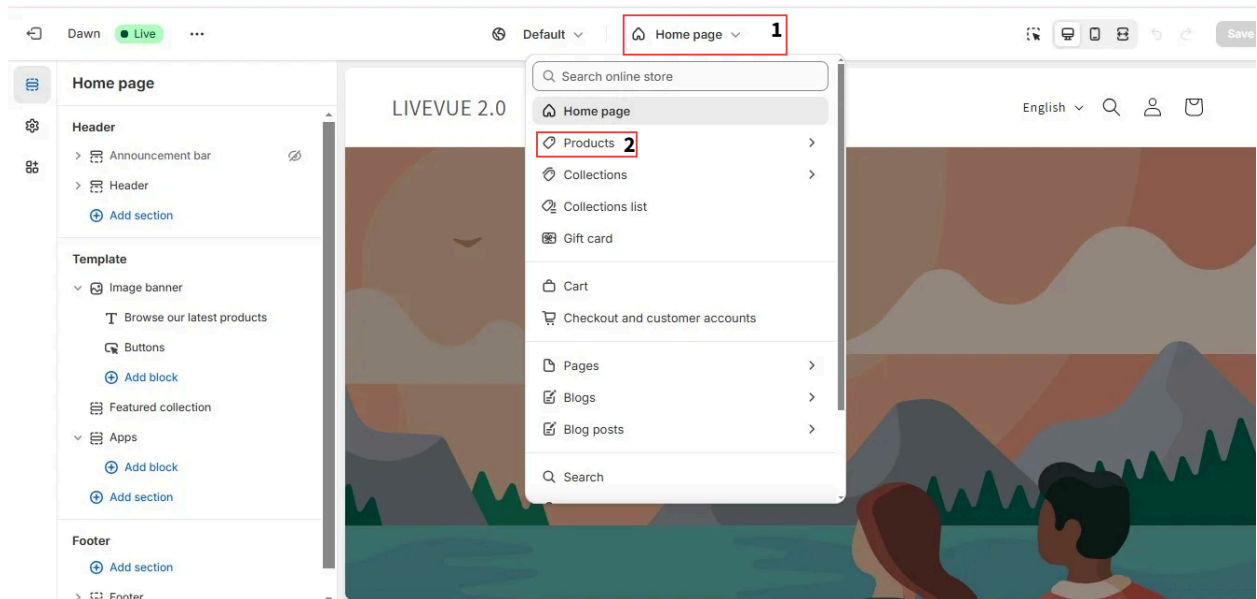 Dawn Live ... Default Home page 1 Save
Home page
Header
Announcement bar
Header
Add section
Template
Image banner
Browse our latest products
Buttons
Add block
Featured collection
Apps
Add block
Add section
Footer
Add section
Footer
Search online store
Home page
Products 2
Collections
Collections list
Gift card
Cart
Checkout and customer accounts
Pages
Blogs
Blog posts
Search
LIVEVUE 2.0
English